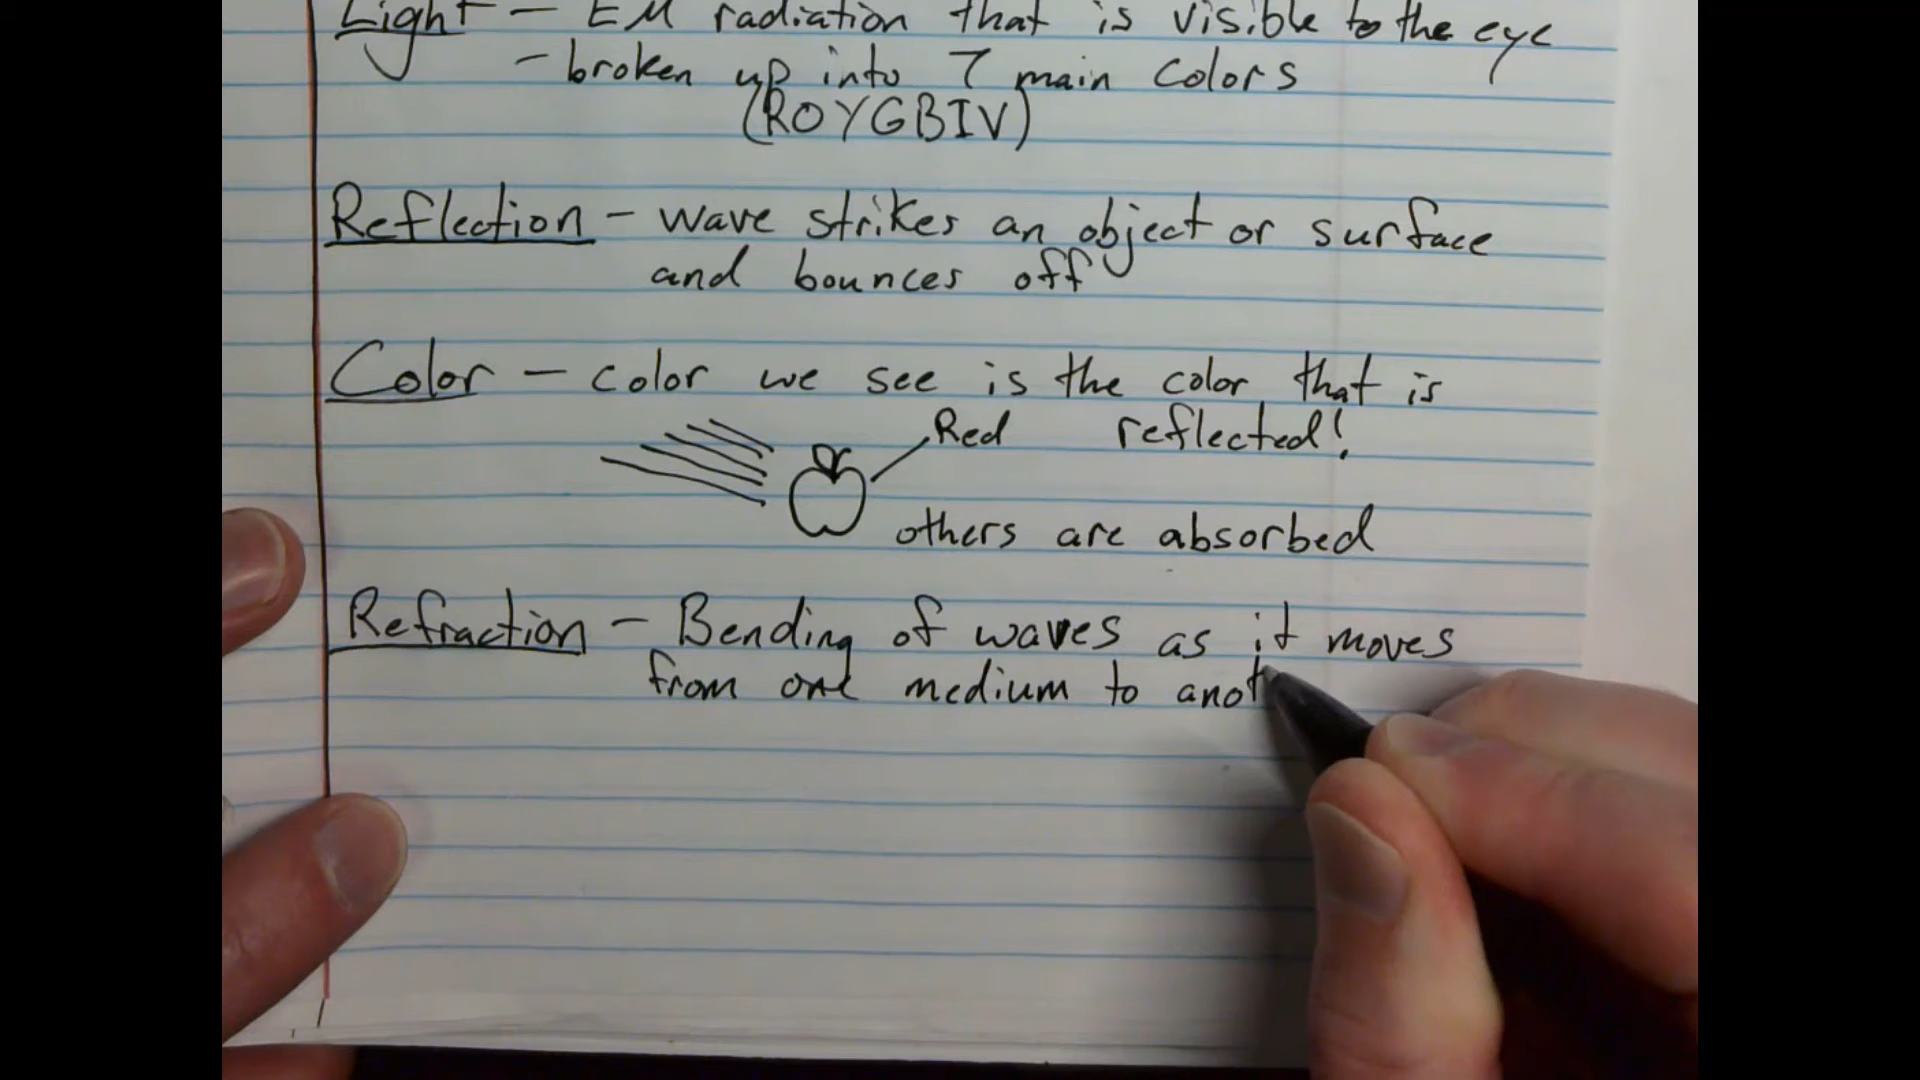 Light - EM radiation that is visible to the eye
- broken up into 7 main colors
(ROYGBIV)
Reflection - wave strikes an object or surface
and bounces off
Color - color we see is the color that is
Red reflected!
others are absorbed
Refraction - Bending of waves as it moves
from one medium to anot